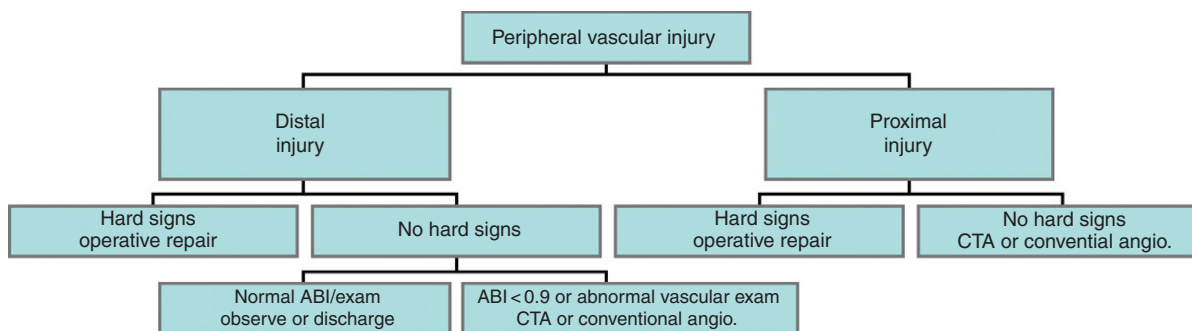 Peripheral vascular injury
Distal
injury
Proximal
injury
Hard signs
operative repair
No hard signs
Hard signs
operative repair
No hard signs
CTA or convential angio.
Normal ABI/exam
observe or discharge
ABI < 0.9 or abnormal vascular exam
CTA or conventional angio.